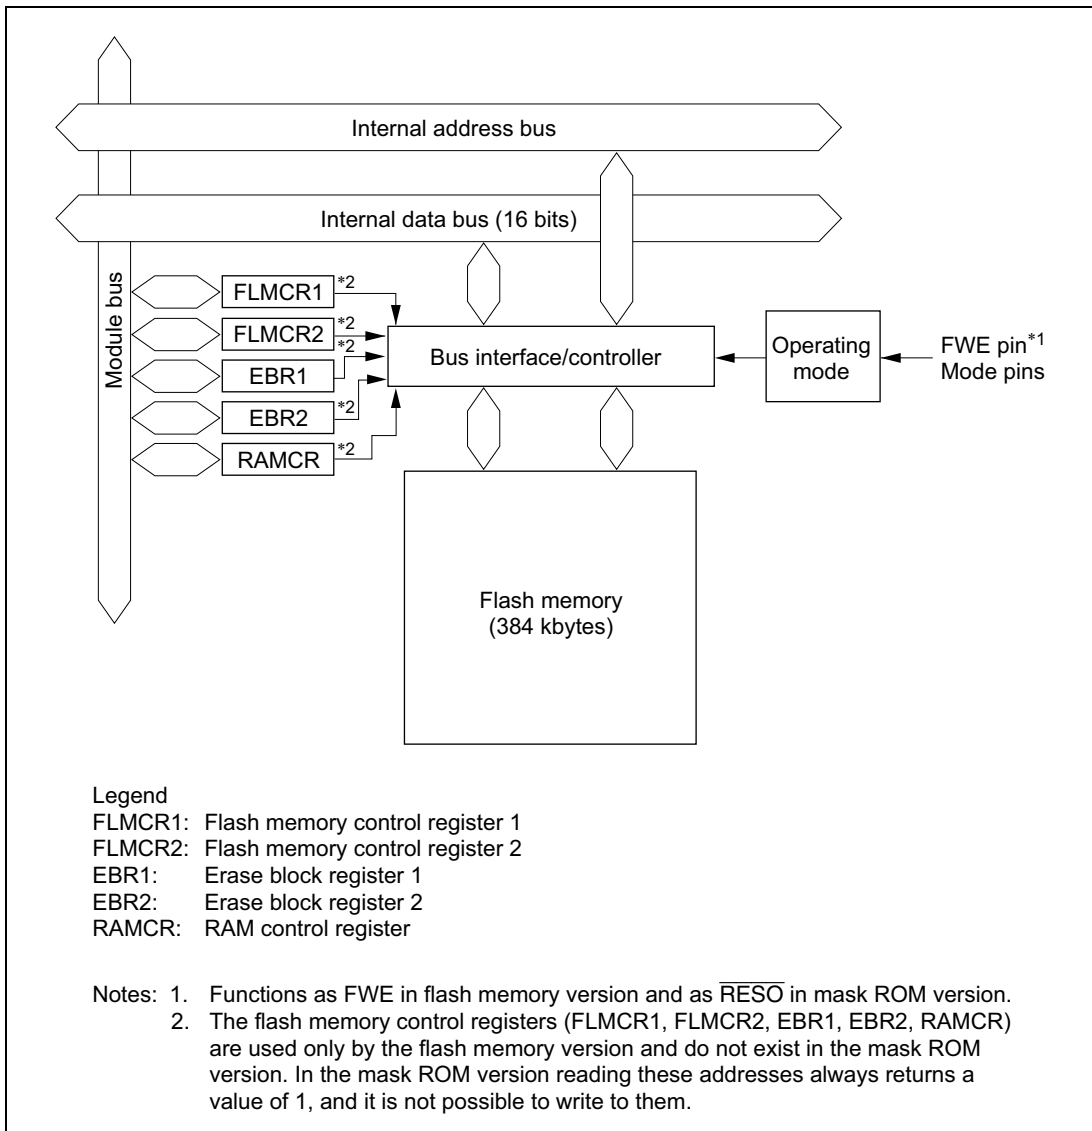 Internal address bus
Internal data bus (16 bits)
Module bus
FLMCR1
*2
FLMCR2
*2
EBR1
*2
EBR2
*2
RAMCR
*2
Bus interface/controller
Operating
mode
FWE pin*1
Mode pins
Flash memory
(384 kbytes)
Legend
FLMCR1: Flash memory control register 1
FLMCR2: Flash memory control register 2
EBR1: Erase block register 1
EBR2: Erase block register 2
RAMCR: RAM control register
Notes: 1. Functions as FWE in flash memory version and as R̅E̅S̅O̅ in mask ROM version.
2. The flash memory control registers (FLMCR1, FLMCR2, EBR1, EBR2, RAMCR)
are used only by the flash memory version and do not exist in the mask ROM
version. In the mask ROM version reading these addresses always returns a
value of 1, and it is not possible to write to them.